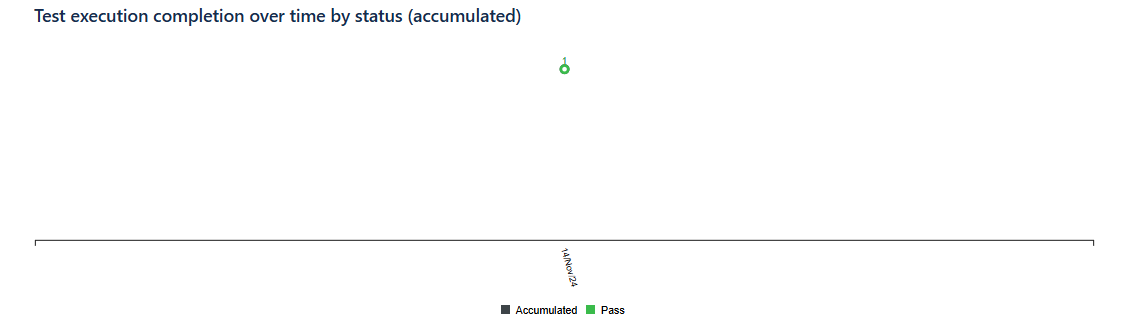 Test execution completion over time by status (accumulated)
1
14/Nov/24
Accumulated Pass